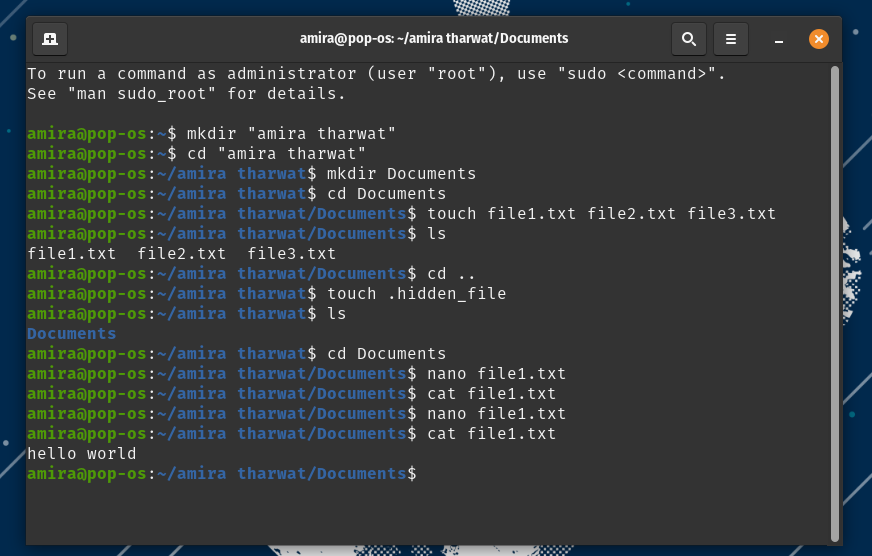 amira@pop-os: ~/amira tharwat/Documents
To run a command as administrator (user "root"), use "sudo <command>".
See "man sudo_root" for details.
amira@pop-os:~$ mkdir "amira tharwat"
amira@pop-os:~$ cd "amira tharwat"
amira@pop-os:~/amira tharwat$ mkdir Documents
amira@pop-os:~/amira tharwat$ cd Documents
amira@pop-os:~/amira tharwat/Documents$ touch file1.txt file2.txt file3.txt
amira@pop-os:~/amira tharwat/Documents$ ls
file1.txt  file2.txt  file3.txt
amira@pop-os:~/amira tharwat/Documents$ cd ..
amira@pop-os:~/amira tharwat$ touch .hidden_file
amira@pop-os:~/amira tharwat$ ls
Documents
amira@pop-os:~/amira tharwat$ cd Documents
amira@pop-os:~/amira tharwat/Documents$ nano file1.txt
amira@pop-os:~/amira tharwat/Documents$ cat file1.txt
amira@pop-os:~/amira tharwat/Documents$ nano file1.txt
amira@pop-os:~/amira tharwat/Documents$ cat file1.txt
hello world
amira@pop-os:~/amira tharwat/Documents$